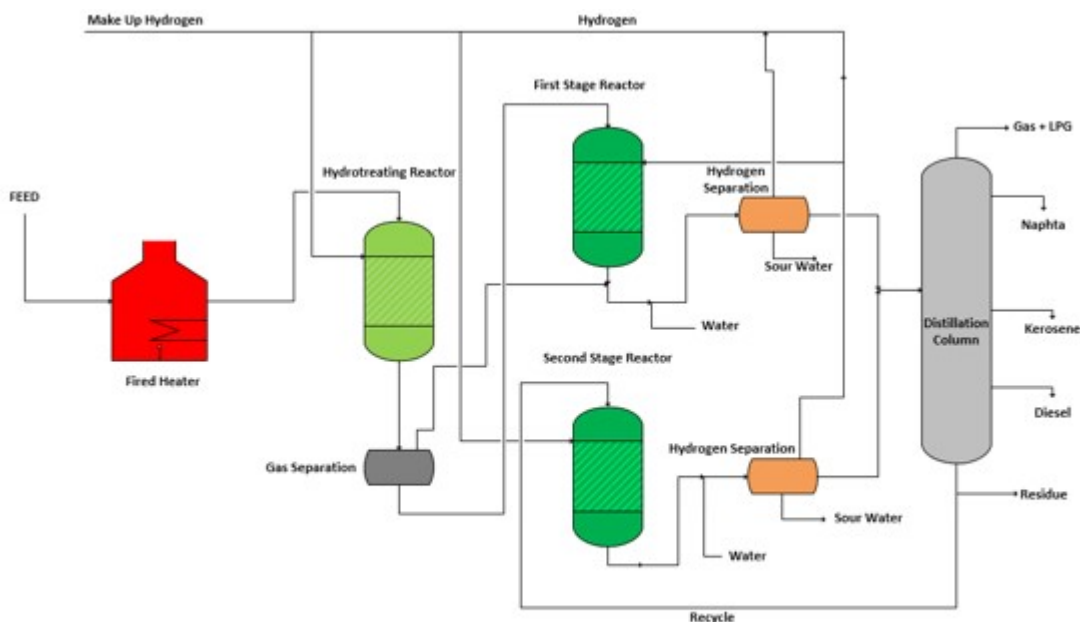 Make Up Hydrogen
Hydrogen
First Stage Reactor
Gas + LPG
Hydrotreating Reactor
Hydrogen
Separation
FEED
Naphta
Sour Water
Water
Kerosene
Distillation
Column
Second Stage Reactor
Fired Heater
Diesel
Hydrogen Separation
Gas Separation
Residue
Sour Water
Water
Recycle